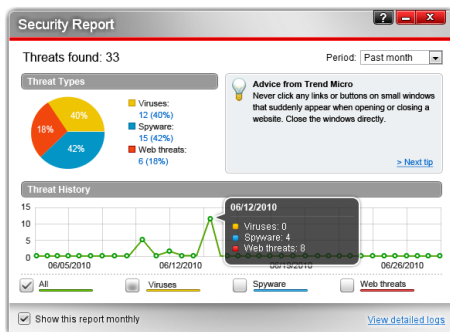 Security Report
? X
Threats found: 33
Period: Past month
Threat Types
40%
18%
42%
Viruses:
12 (40%)
Spyware:
15 (42%)
Web threats:
6 (18%)
Advice from Trend Micro
Never click any links or buttons on small windows
that suddenly appear when opening or closing a
website. Close the windows directly.
> Next tip
Threat History
15
10
5
0
06/12/2010
Viruses: 0
Spyware: 4
Web threats: 8
06/05/2010 06/12/2010 06/19/2010 06/26/2010
All Viruses Spyware Web threats
Show this report monthly
View detailed logs